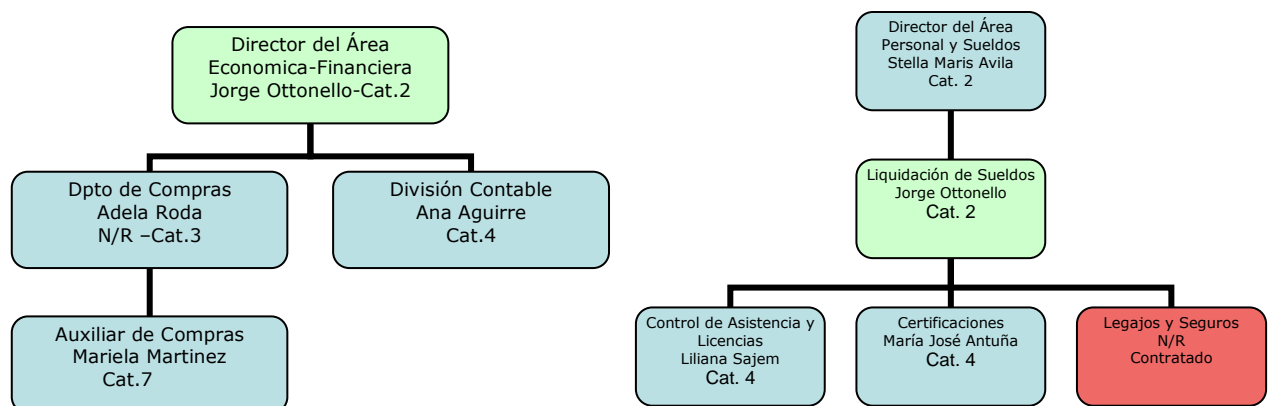 Director del Área
Economica-Financiera
Jorge Ottonello-Cat.2
Dpto de Compras
Adela Roda
N/R –Cat.3
División Contable
Ana Aguirre
Cat.4
Auxiliar de Compras
Mariela Martinez
Cat.7
Director del Área
Personal y Sueldos
Stella Maris Avila
Cat. 2
Liquidación de Sueldos
Jorge Ottonello
Cat. 2
Control de Asistencia y
Licencias
Liliana Sajem
Cat. 4
Certificaciones
María José Antuña
Cat. 4
Legajos y Seguros
N/R
Contratado